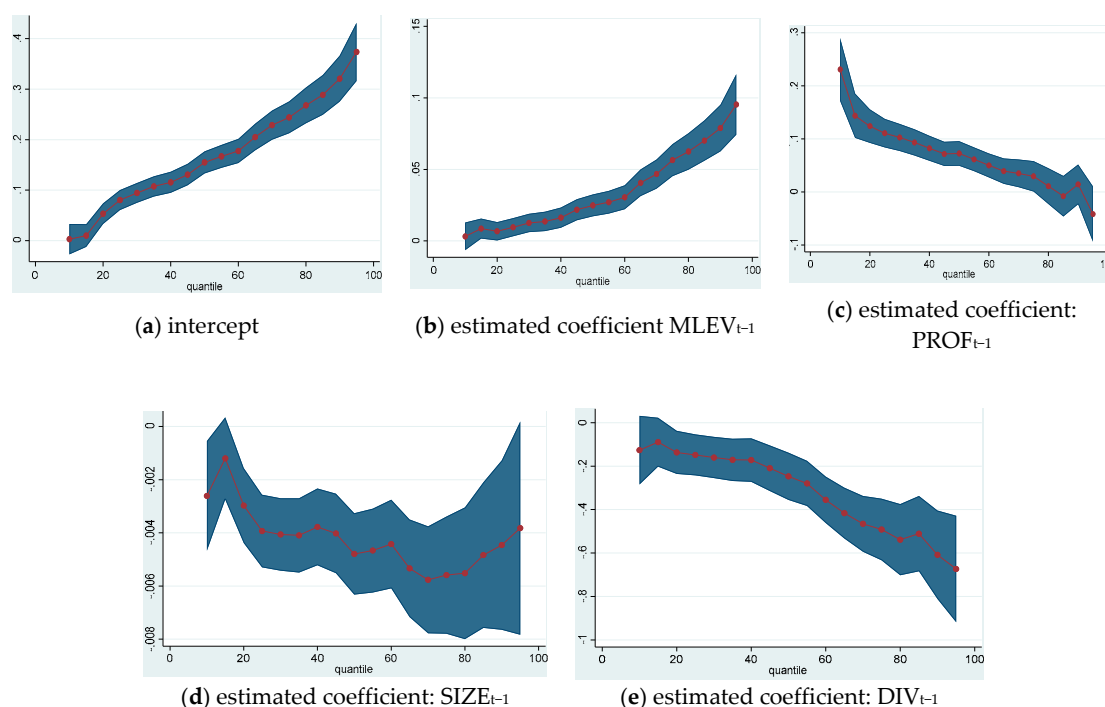 .4
.3
.2
.1
0
0 20 40 60 80 100
quantile
.15
.1
.05
0
0 20 40 60 80 100
quantile
.3
.2
.1
0
-.1
0 20 40 60 80 100
quantile
(a) intercept
(b) estimated coefficient MLEVt−1
(c) estimated coefficient:
PROFt−1
0
-.002
-.004
-.006
-.008
0 20 40 60 80 100
quantile
0
-.2
-.4
-.6
-.8
-1
0 20 40 60 80 100
quantile
(d) estimated coefficient: SIZEt−1
(e) estimated coefficient: DIVt−1